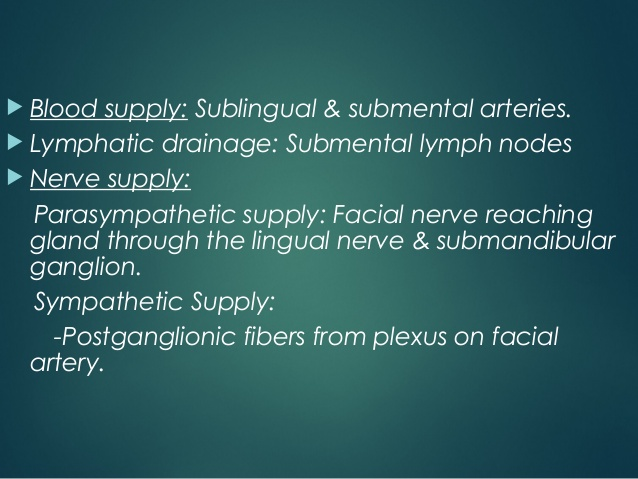 Blood supply: Sublingual & submental arteries.
Lymphatic drainage: Submental lymph nodes
Nerve supply:
Parasympathetic supply: Facial nerve reaching
gland through the lingual nerve & submandibular
ganglion.
Sympathetic Supply:
-Postganglionic fibers from plexus on facial
artery.